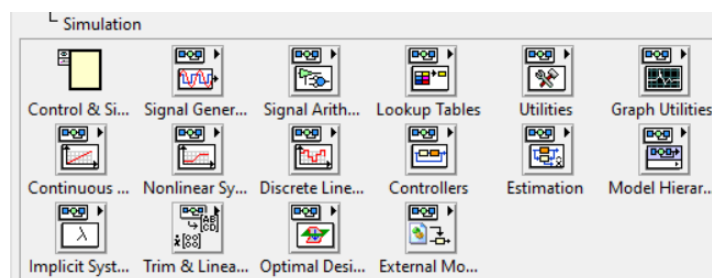 Simulation
Control & Si... Signal Gener... Signal Arith... Lookup Tables Utilities Graph Utilities
Continuous ... Nonlinear Sy... Discrete Line... Controllers Estimation Model Hierar...
Implicit Syst... Trim & Linea... Optimal Desi... External Mo...